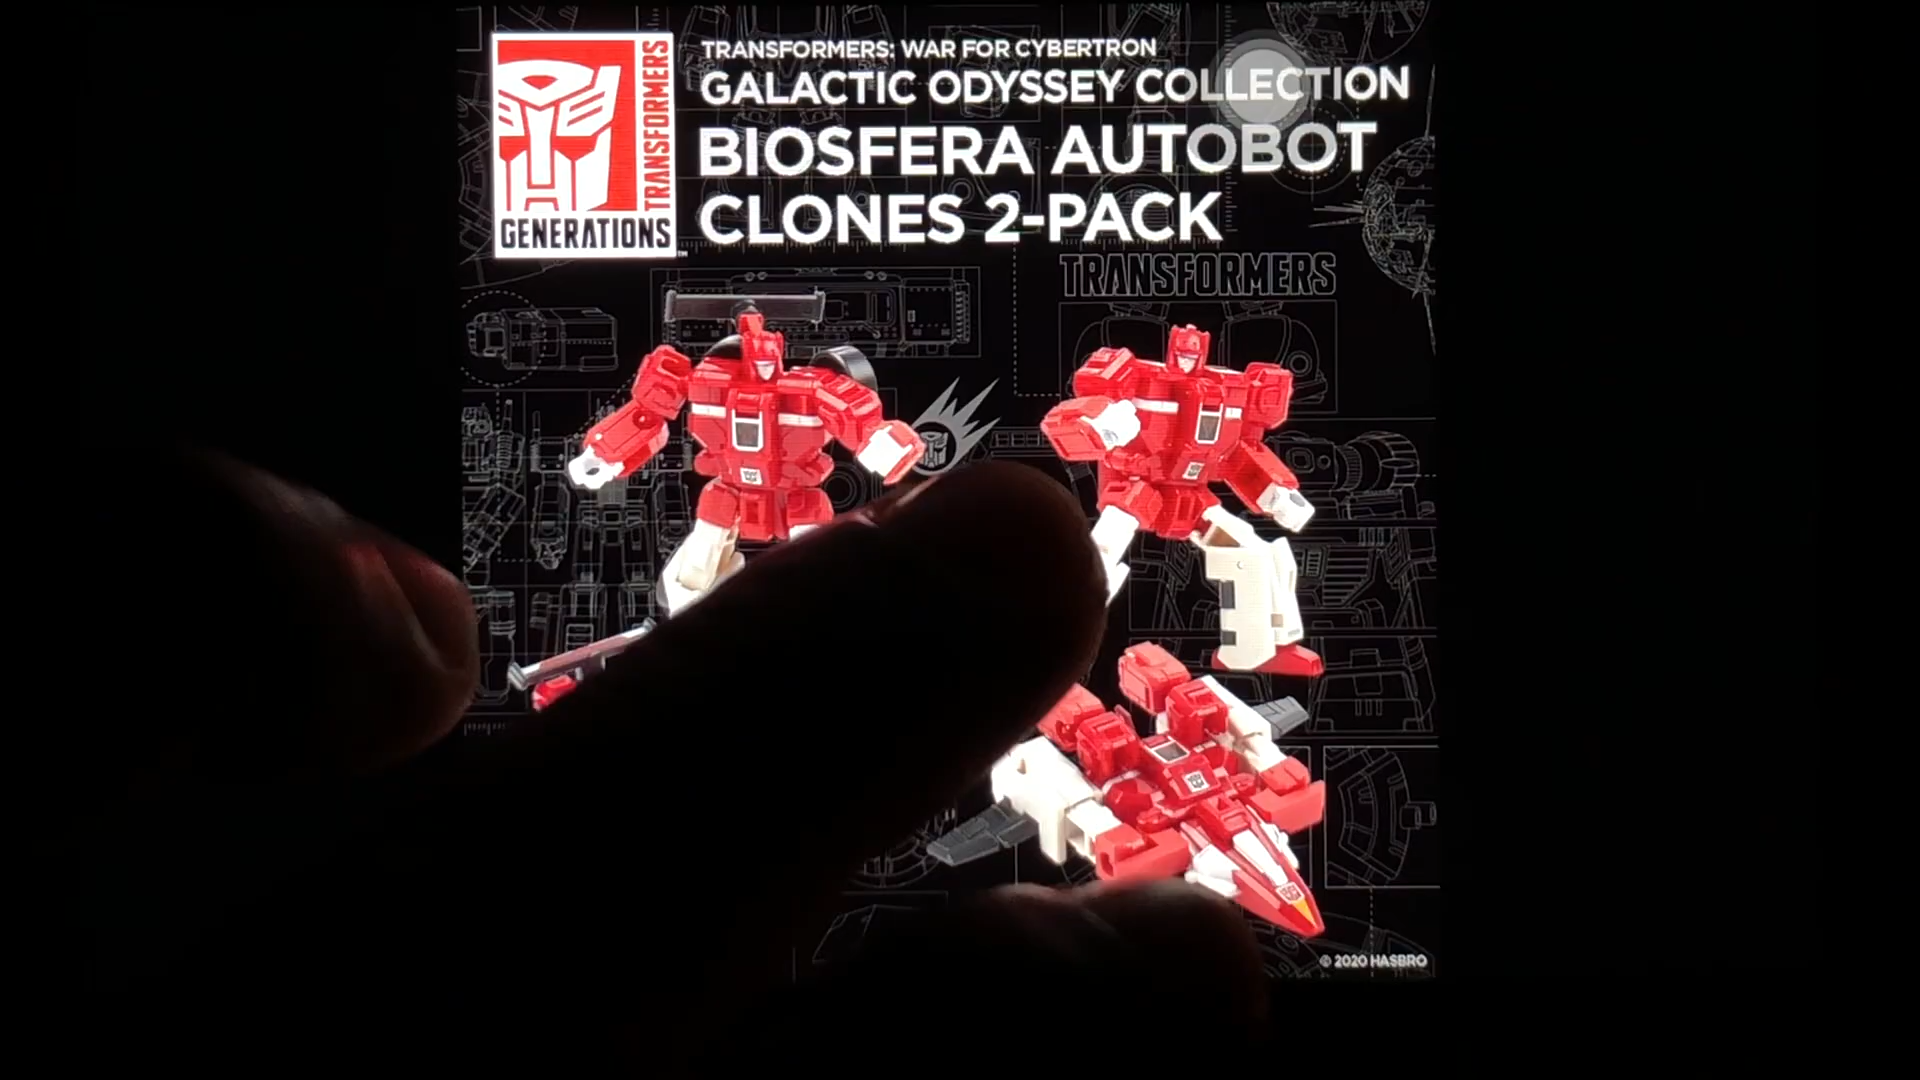 TRANSFORMERS
GENERATIONS
TRANSFORMERS: WAR FOR CYBERTRON
GALACTIC ODYSSEY COLLECTION
BIOSFERA AUTOBOT
CLONES 2-PACK
TRANSFORMERS
© 2020 HASBRO